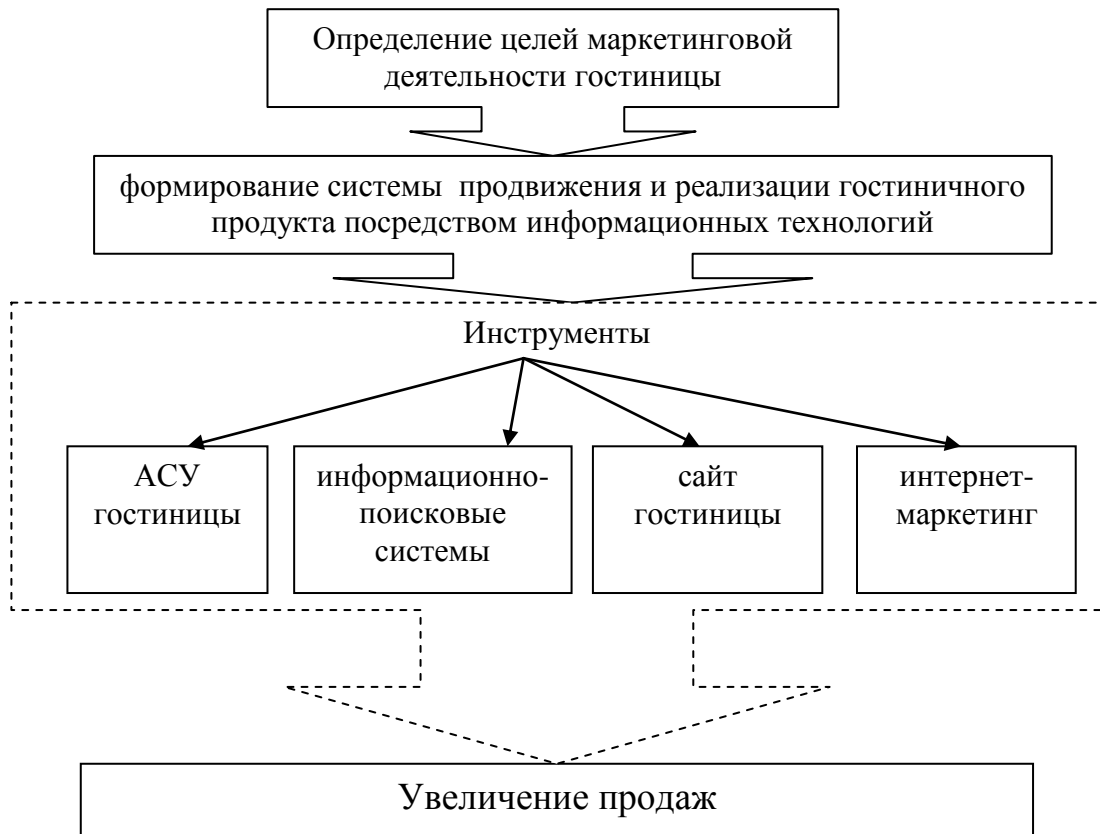 Определение целей маркетинговой
деятельности гостиницы
формирование системы продвижения и реализации гостиничного
продукта посредством информационных технологий
Инструменты
АСУ
гостиницы
информационно-
поисковые
системы
сайт
гостиницы
интернет-
маркетинг
Увеличение продаж